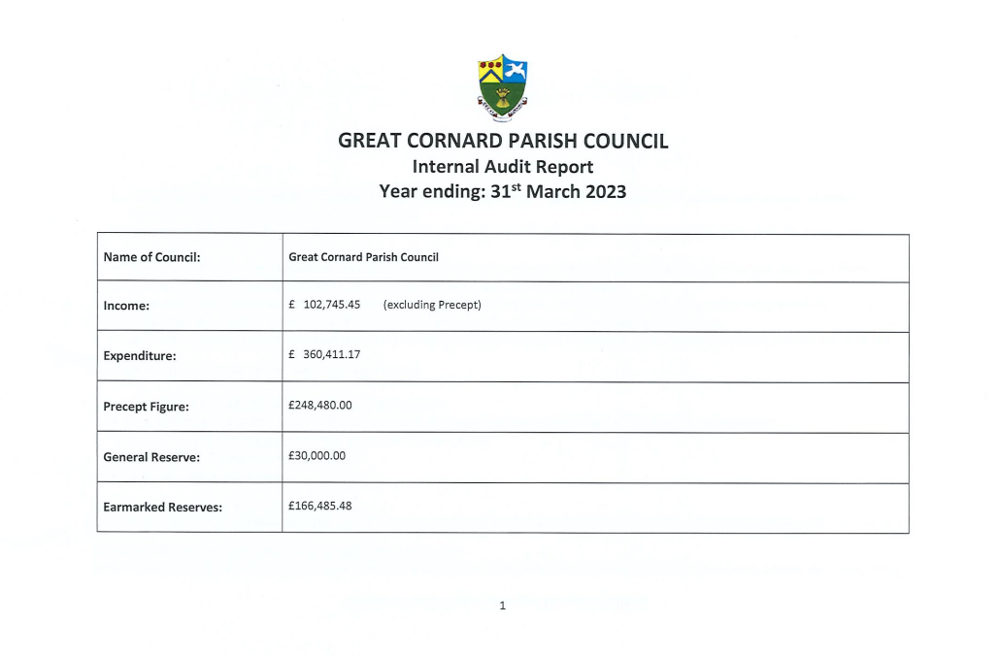 GREAT CORNARD PARISH COUNCIL
Internal Audit Report
Year ending: 31st March 2023
Name of Council: Great Cornard Parish Council
Income: £ 102,745.45 (excluding Precept)
Expenditure: £ 360,411.17
Precept Figure: £248,480.00
General Reserve: £30,000.00
Earmarked Reserves: £166,485.48
1